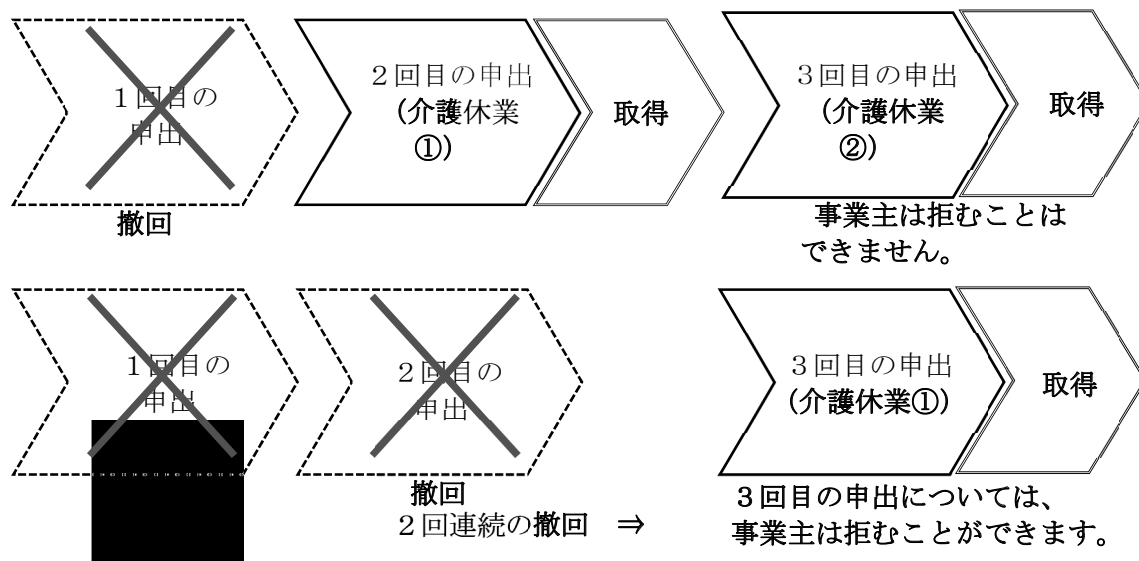 １回目の
申出
撤回
２回目の申出
(介護休業
①)
取得
３回目の申出
(介護休業
②)
取得
事業主は拒むことは
できません。
１回目の
申出
２回目の
申出
撤回
２回連続の撤回　⇒
３回目の申出
(介護休業①)
取得
３回目の申出については、
事業主は拒むことができます。